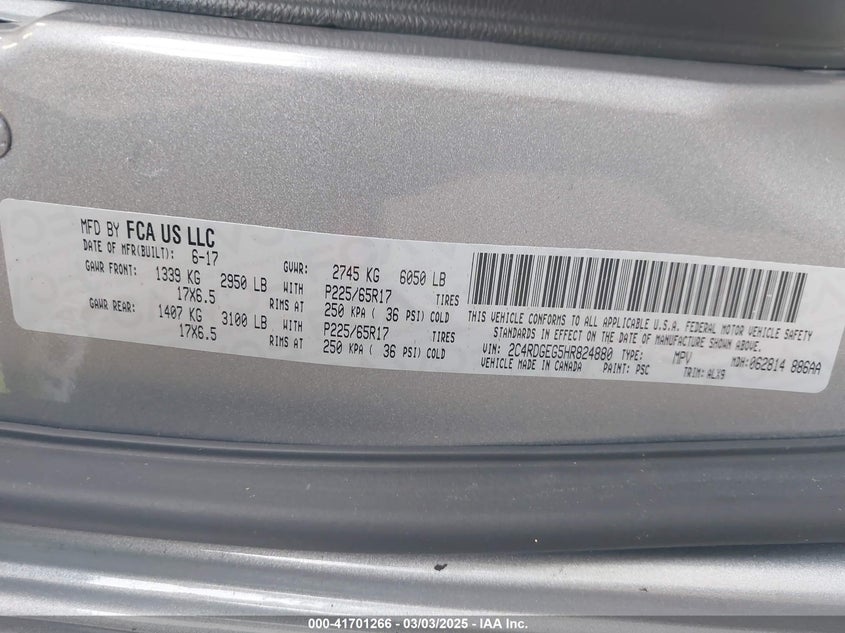 MFD BY FCA US LLC
DATE OF MFR(BUILT): 6-17
GVWR: 2745 KG 6050 LB
GAWR FRONT: 1339 KG 2950 LB WITH P225/65R17 TIRES
17X6.5 RIMS AT 250 KPA ( 36 PSI) COLD
GAWR REAR: 1407 KG 3100 LB WITH P225/65R17 TIRES
17X6.5 RIMS AT 250 KPA ( 36 PSI) COLD
THIS VEHICLE CONFORMS TO ALL APPLICABLE U.S.A. FEDERAL MOTOR VEHICLE SAFETY
STANDARDS IN EFFECT ON THE DATE OF MANUFACTURE SHOWN ABOVE.
VIN: 2C4RDGEG5HR824880 TYPE: MPV MDH: 062814 886AA
VEHICLE MADE IN CANADA PAINT: PSC TRIM: ALX9
000-41701266 - 03/03/2025 - IAA Inc.